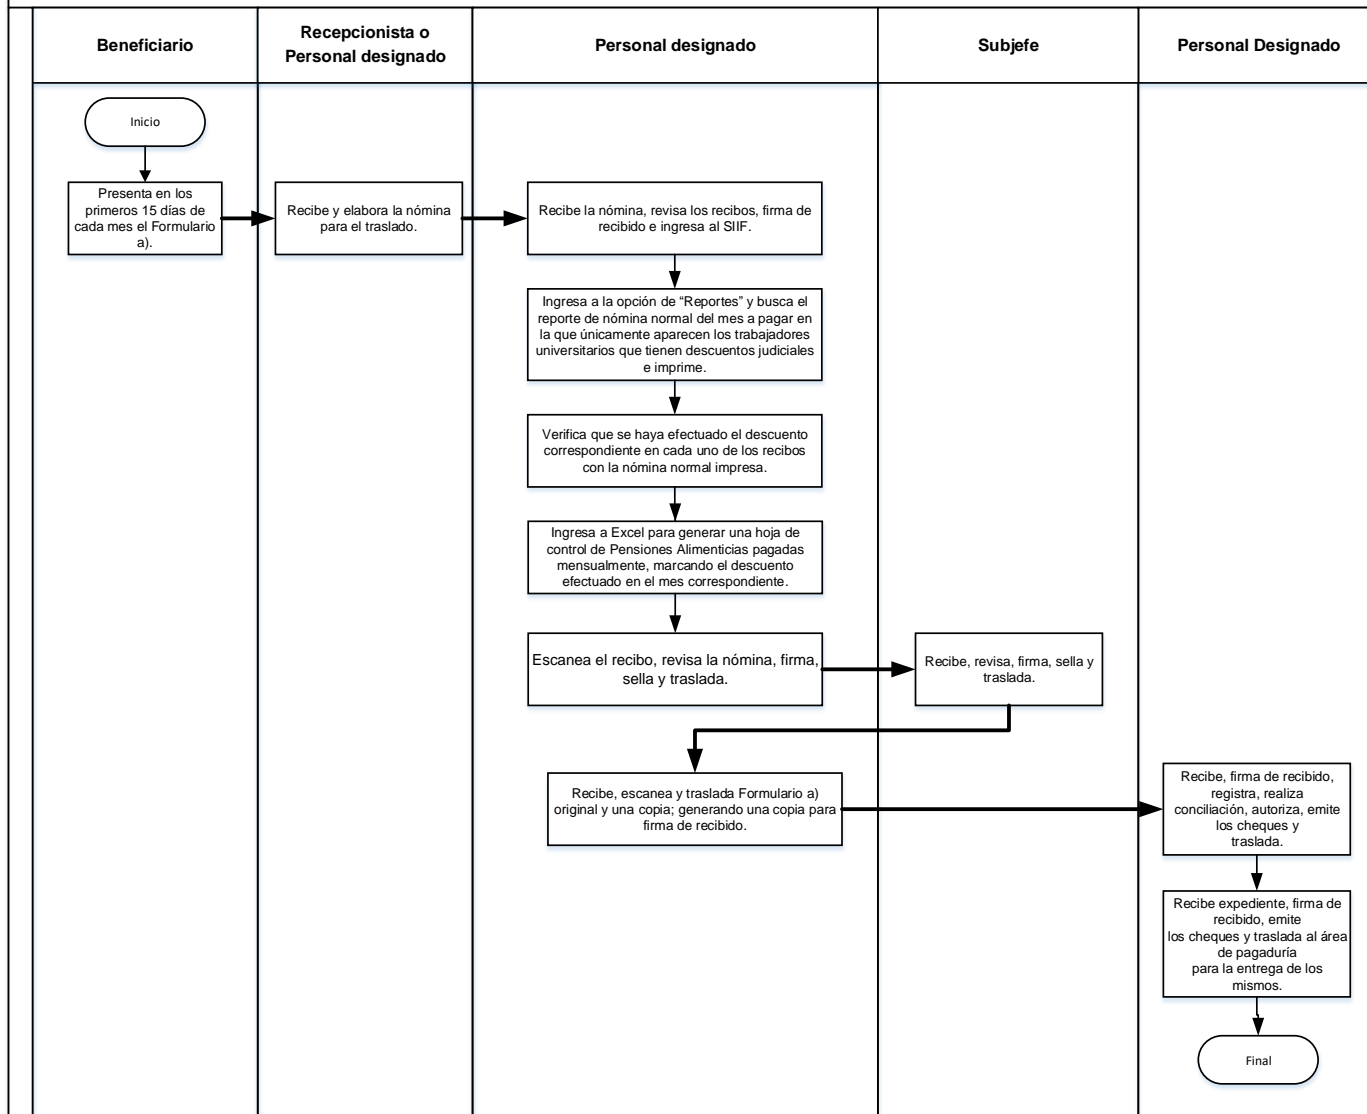 Beneficiario
Recepcionista o
Personal designado
Personal designado
Subjefe
Personal Designado
Inicio
Presenta en los
primeros 15 días de
cada mes el Formulario
a).
Recibe y elabora la nómina
para el traslado.
Recibe la nómina, revisa los recibos, firma de
recibido e ingresa al SIIF.
Ingresa a la opción de “Reportes” y busca el
reporte de nómina normal del mes a pagar en
la que únicamente aparecen los trabajadores
universitarios que tienen descuentos judiciales
e imprime.
Verifica que se haya efectuado el descuento
correspondiente en cada uno de los recibos
con la nómina normal impresa.
Ingresa a Excel para generar una hoja de
control de Pensiones Alimenticias pagadas
mensualmente, marcando el descuento
efectuado en el mes correspondiente.
Escanea el recibo, revisa la nómina, firma,
sella y traslada.
Recibe, revisa, firma, sella y
traslada.
Recibe, escanea y traslada Formulario a)
original y una copia; generando una copia para
firma de recibido.
Recibe, firma de recibido,
registra, realiza
conciliación, autoriza, emite
los cheques y
traslada.
Recibe expediente, firma de
recibido, emite
los cheques y traslada al área
de pagaduría
para la entrega de los
mismos.
Final